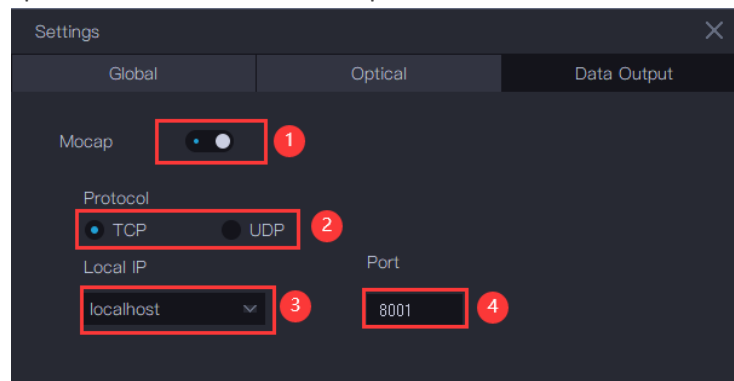 Settings
Global Optical Data Output
Mocap 1
Protocol
TCP UDP 2
Local IP Port
localhost 3 8001 4